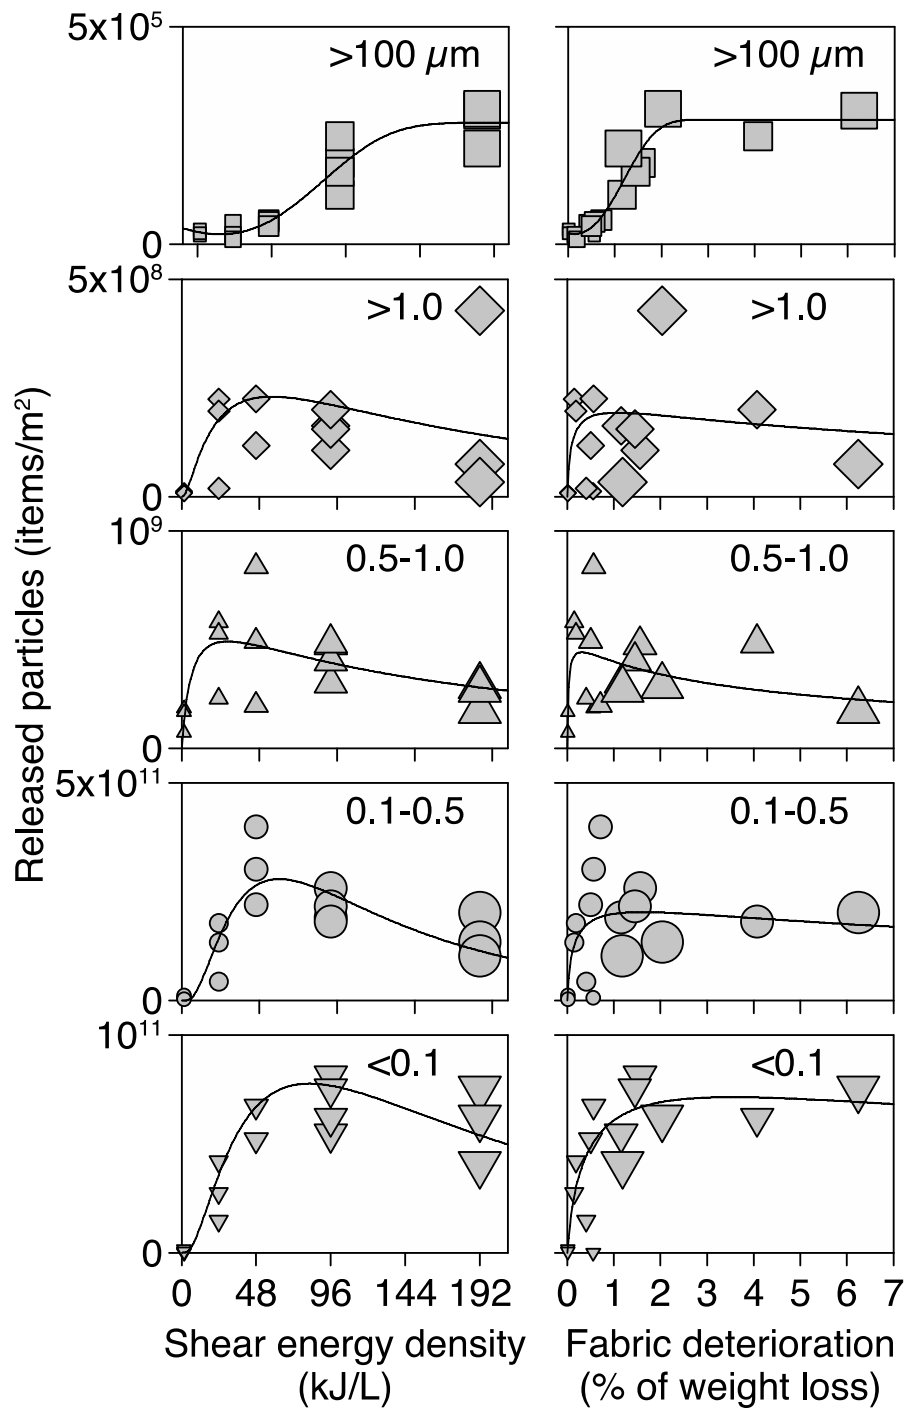 5x10⁵
>100 µm
>100 µm
0
5x10⁸
>1.0
>1.0
0
10⁹
0.5-1.0
0.5-1.0
0
5x10¹¹
0.1-0.5
0.1-0.5
0
10¹¹
<0.1
<0.1
0
Released particles (items/m²)
0 48 96 144 192
0 1 2 3 4 5 6 7
Shear energy density
(kJ/L)
Fabric deterioration
(% of weight loss)